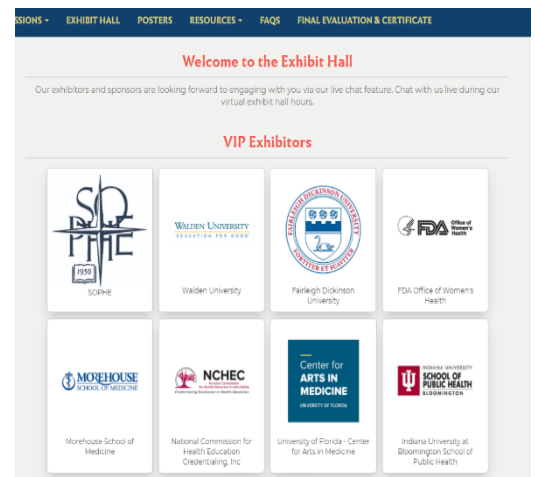 SSIONS EXHIBIT HALL POSTERS RESOURCES FAQS FINAL EVALUATION & CERTIFICATE
Welcome to the Exhibit Hall
Our exhibitors and sponsors are looking forward to engaging with you via our live chat feature. Chat with us live during our
virtual exhibit hall hours.
VIP Exhibitors
SOPHE
1950
SOPHE
WALDEN UNIVERSITY
EDUCATION FOR GOOD
Walden University
FAIRLEIGH DICKINSON UNIVERSITY
FORTITER ET SUAVITER
Fairleigh Dickinson
University
FDA Office of
Women's
Health
FDA Office of Women's
Health
MOREHOUSE
SCHOOL OF MEDICINE
Morehouse School of
Medicine
NCHEC
National Commission for
Health Education
Credentialing, Inc
Center for
ARTS IN
MEDICINE
UNIVERSITY OF FLORIDA
University of Florida - Center
for Arts in Medicine
INDIANA UNIVERSITY
SCHOOL OF
PUBLIC HEALTH
BLOOMINGTON
Indiana University at
Bloomington School of
Public Health